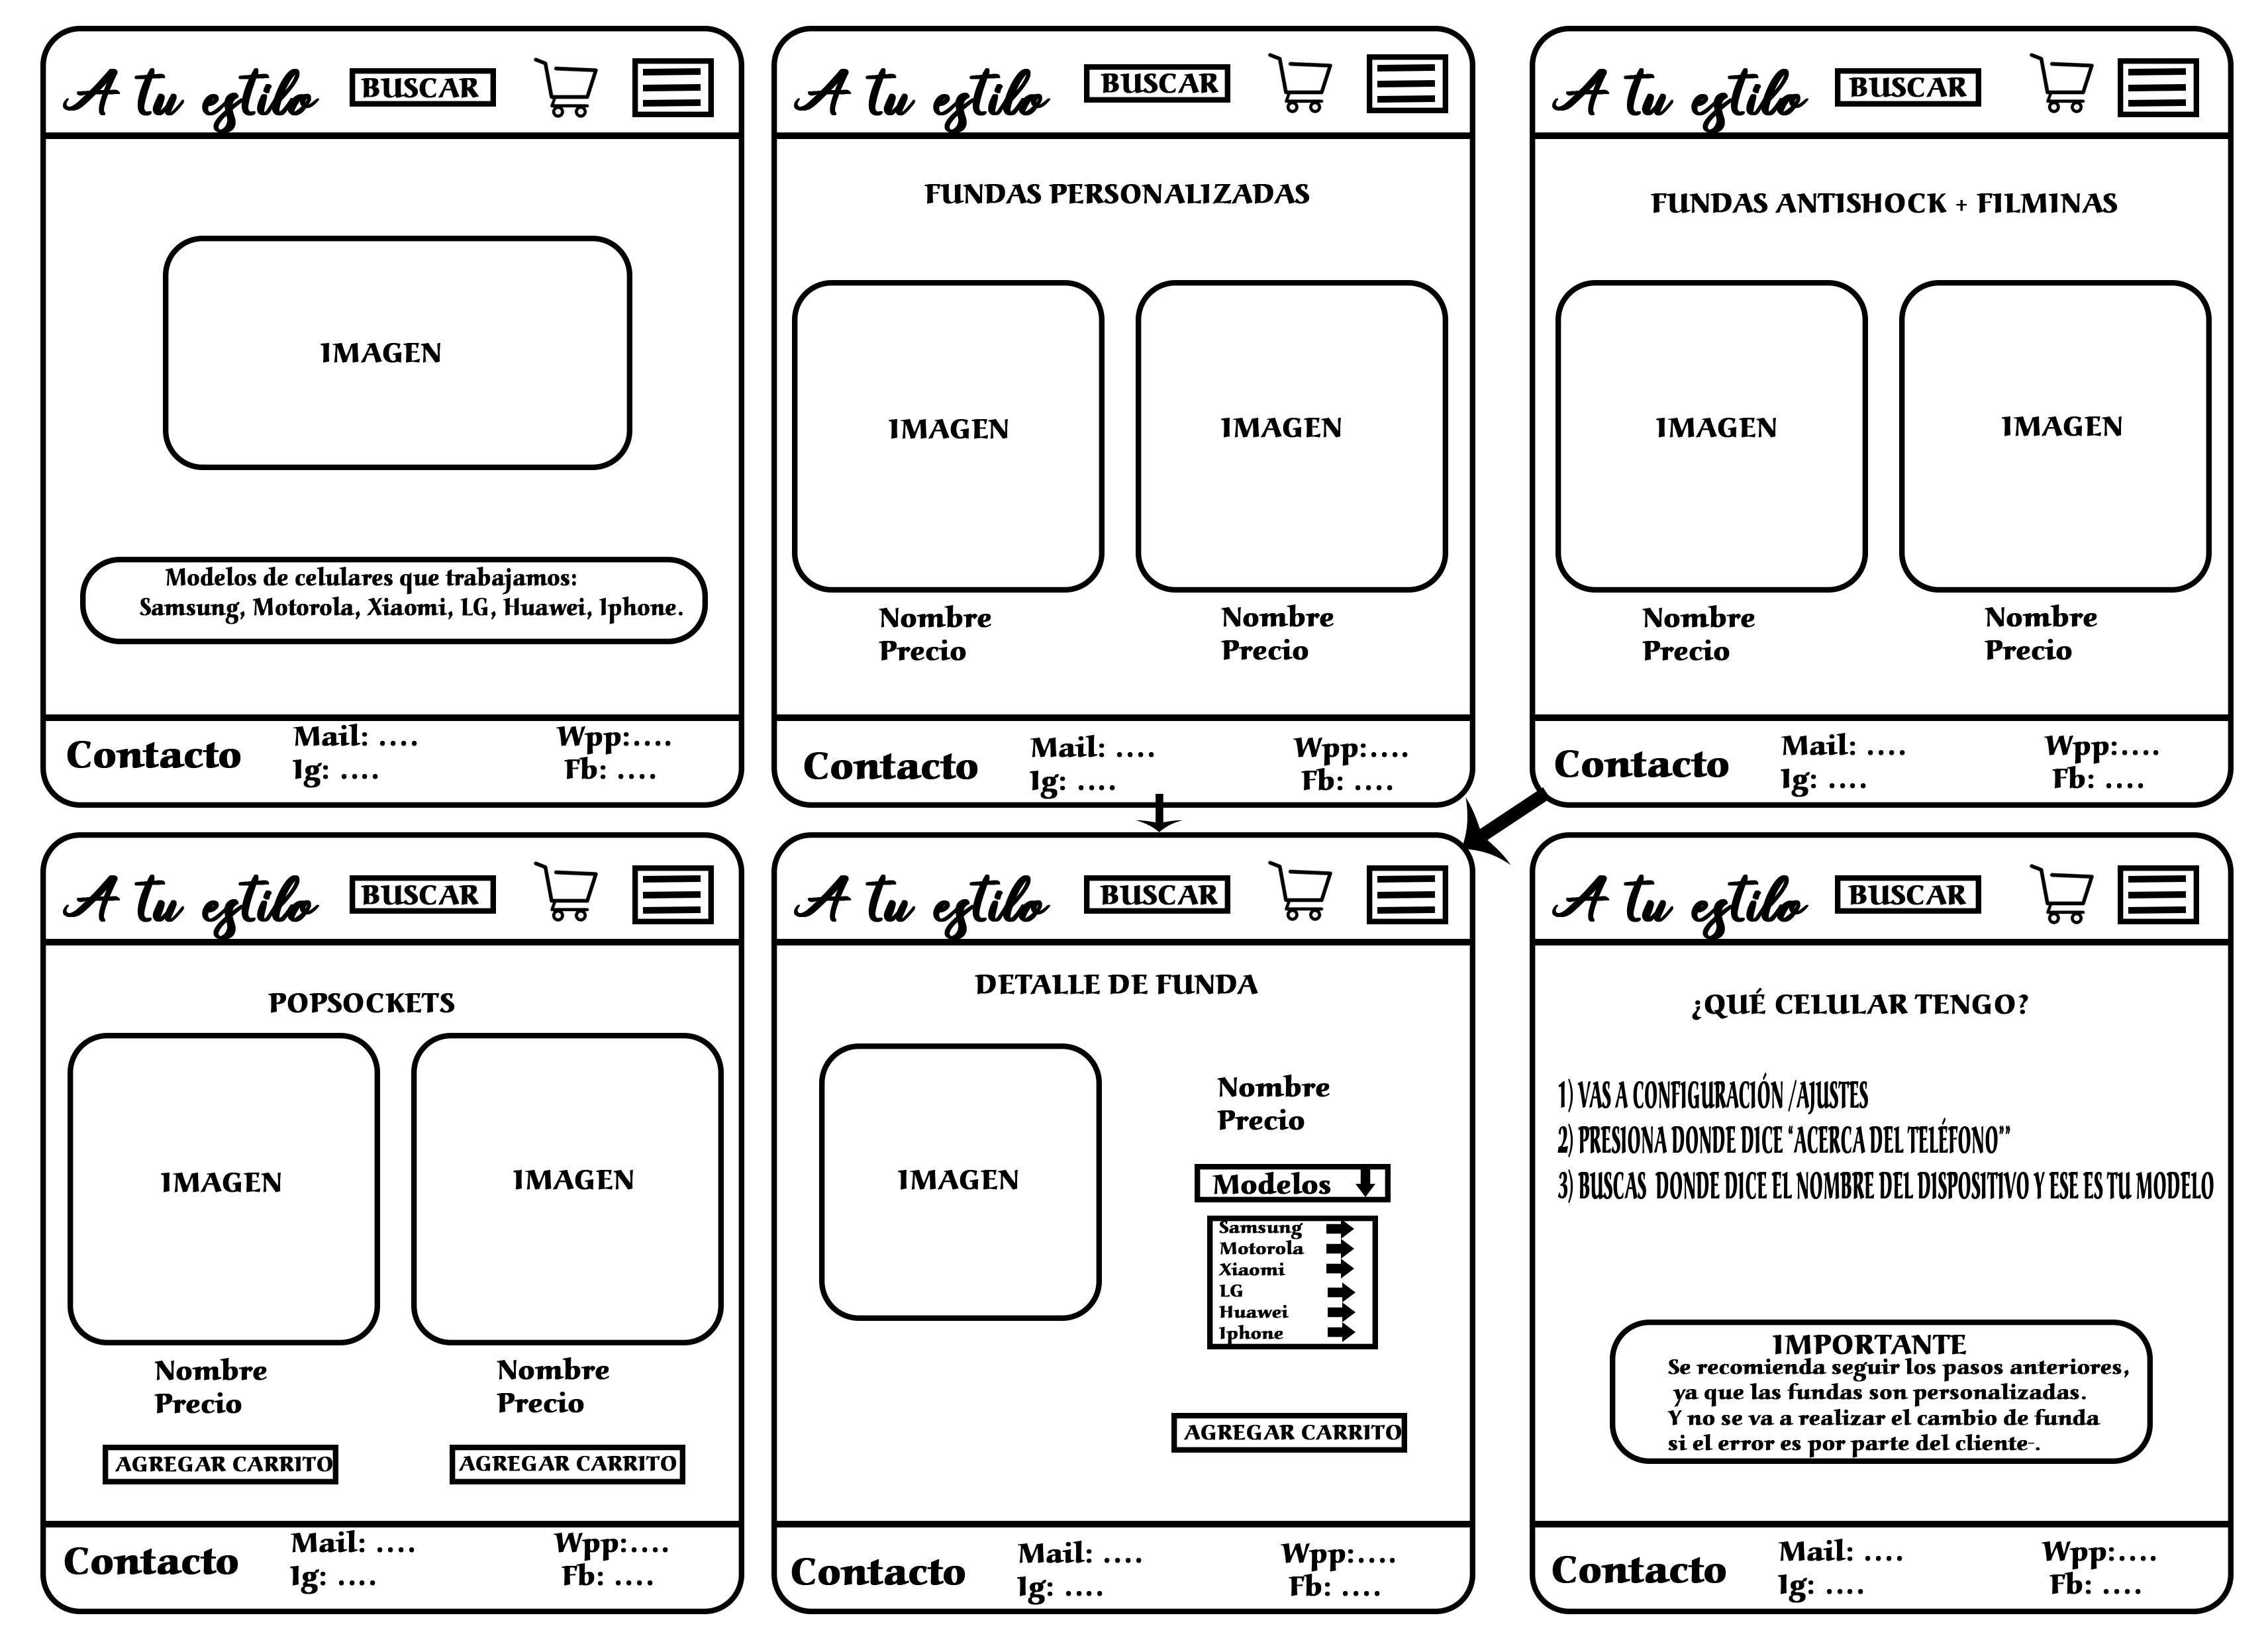 A tu estilo
BUSCAR
IMAGEN
Modelos de celulares que trabajamos:
Samsung, Motorola, Xiaomi, LG, Huawei, Iphone.
Contacto
Mail: ....
Wpp:....
Ig: ....
Fb: ....
A tu estilo
BUSCAR
FUNDAS PERSONALIZADAS
IMAGEN
IMAGEN
Nombre
Precio
Nombre
Precio
Contacto
Mail: ....
Wpp:....
Ig: ....
Fb: ....
A tu estilo
BUSCAR
FUNDAS ANTISHOCK + FILMINAS
IMAGEN
IMAGEN
Nombre
Precio
Nombre
Precio
Contacto
Mail: ....
Wpp:....
Ig: ....
Fb: ....
A tu estilo
BUSCAR
POPSOCKETS
IMAGEN
IMAGEN
Nombre
Precio
Nombre
Precio
AGREGAR CARRITO
AGREGAR CARRITO
Contacto
Mail: ....
Wpp:....
Ig: ....
Fb: ....
A tu estilo
BUSCAR
DETALLE DE FUNDA
IMAGEN
Nombre
Precio
Modelos
Samsung
Motorola
Xiaomi
LG
Huawei
Iphone
AGREGAR CARRITO
Contacto
Mail: ....
Wpp:....
Ig: ....
Fb: ....
A tu estilo
BUSCAR
¿QUÉ CELULAR TENGO?
1) VAS A CONFIGURACIÓN /AJUSTES
2) PRESIONA DONDE DICE “ACERCA DEL TELÉFONO””
3) BUSCAS  DONDE DICE EL NOMBRE DEL DISPOSITIVO Y ESE ES TU MODELO
IMPORTANTE
Se recomienda seguir los pasos anteriores,
ya que las fundas son personalizadas.
Y no se va a realizar el cambio de funda
si el error es por parte del cliente-.
Contacto
Mail: ....
Wpp:....
Ig: ....
Fb: ....